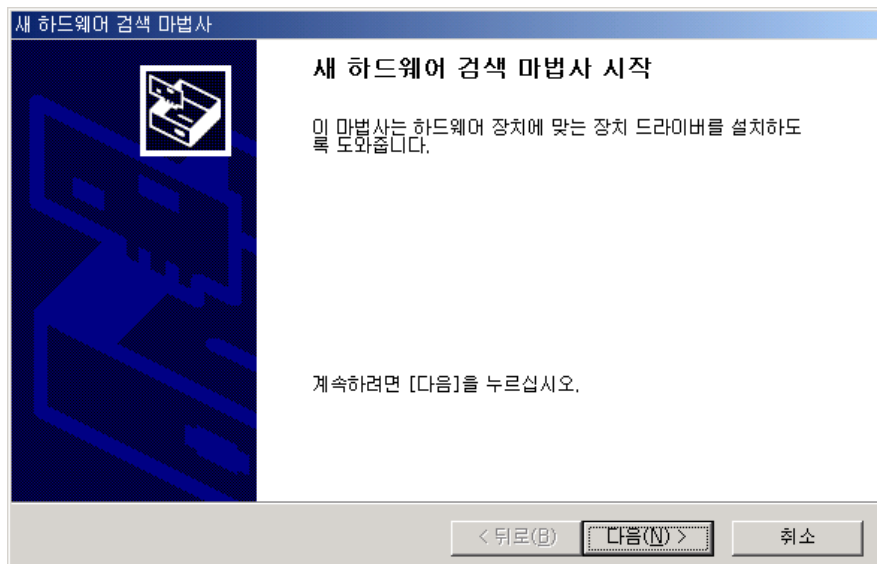 새 하드웨어 검색 마법사
새 하드웨어 검색 마법사 시작
이 마법사는 하드웨어 장치에 맞는 장치 드라이버를 설치하도
록 도와줍니다.
계속하려면 [다음]을 누르십시오.
< 뒤로(B) 다음(N) > 취소